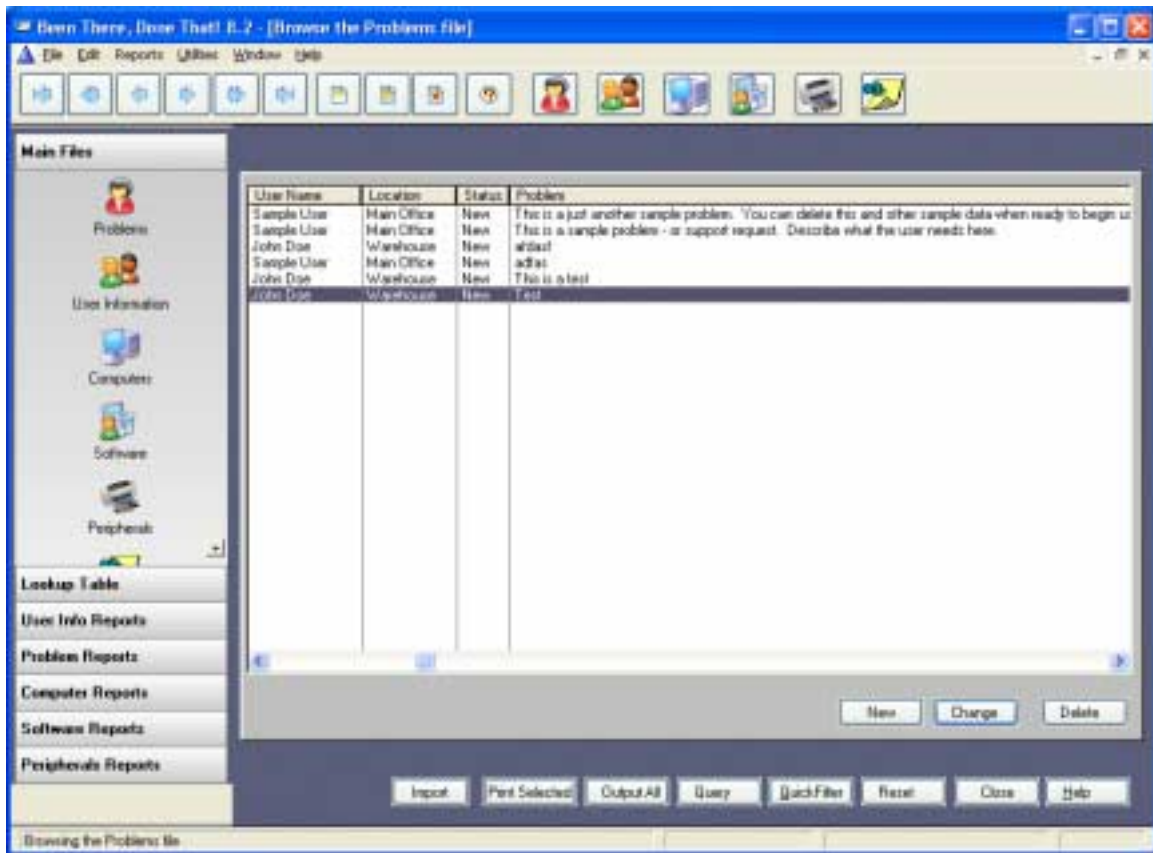 Been There, Done That! 8.2 - [Browse the Problems file]
File Edit Reports Utilities Window Help
Main Files
Problems
User Information
Computers
Software
Peripherals
Lookup Table
User Info Reports
Problem Reports
Computer Reports
Software Reports
Peripherals Reports
User Name Location Status Problem
Sample User Main Office New This is a just another sample problem. You can delete this and other sample data when ready to begin us
Sample User Main Office New This is a sample problem - or support request. Describe what the user needs here.
John Doe Warehouse New
Sample User Main Office New adfas
John Doe Warehouse New This is a test
John Doe Warehouse New Test
New Change Delete
Import Print Selected Output All Query QuickFilter Reset Close Help
Browsing the Problems file